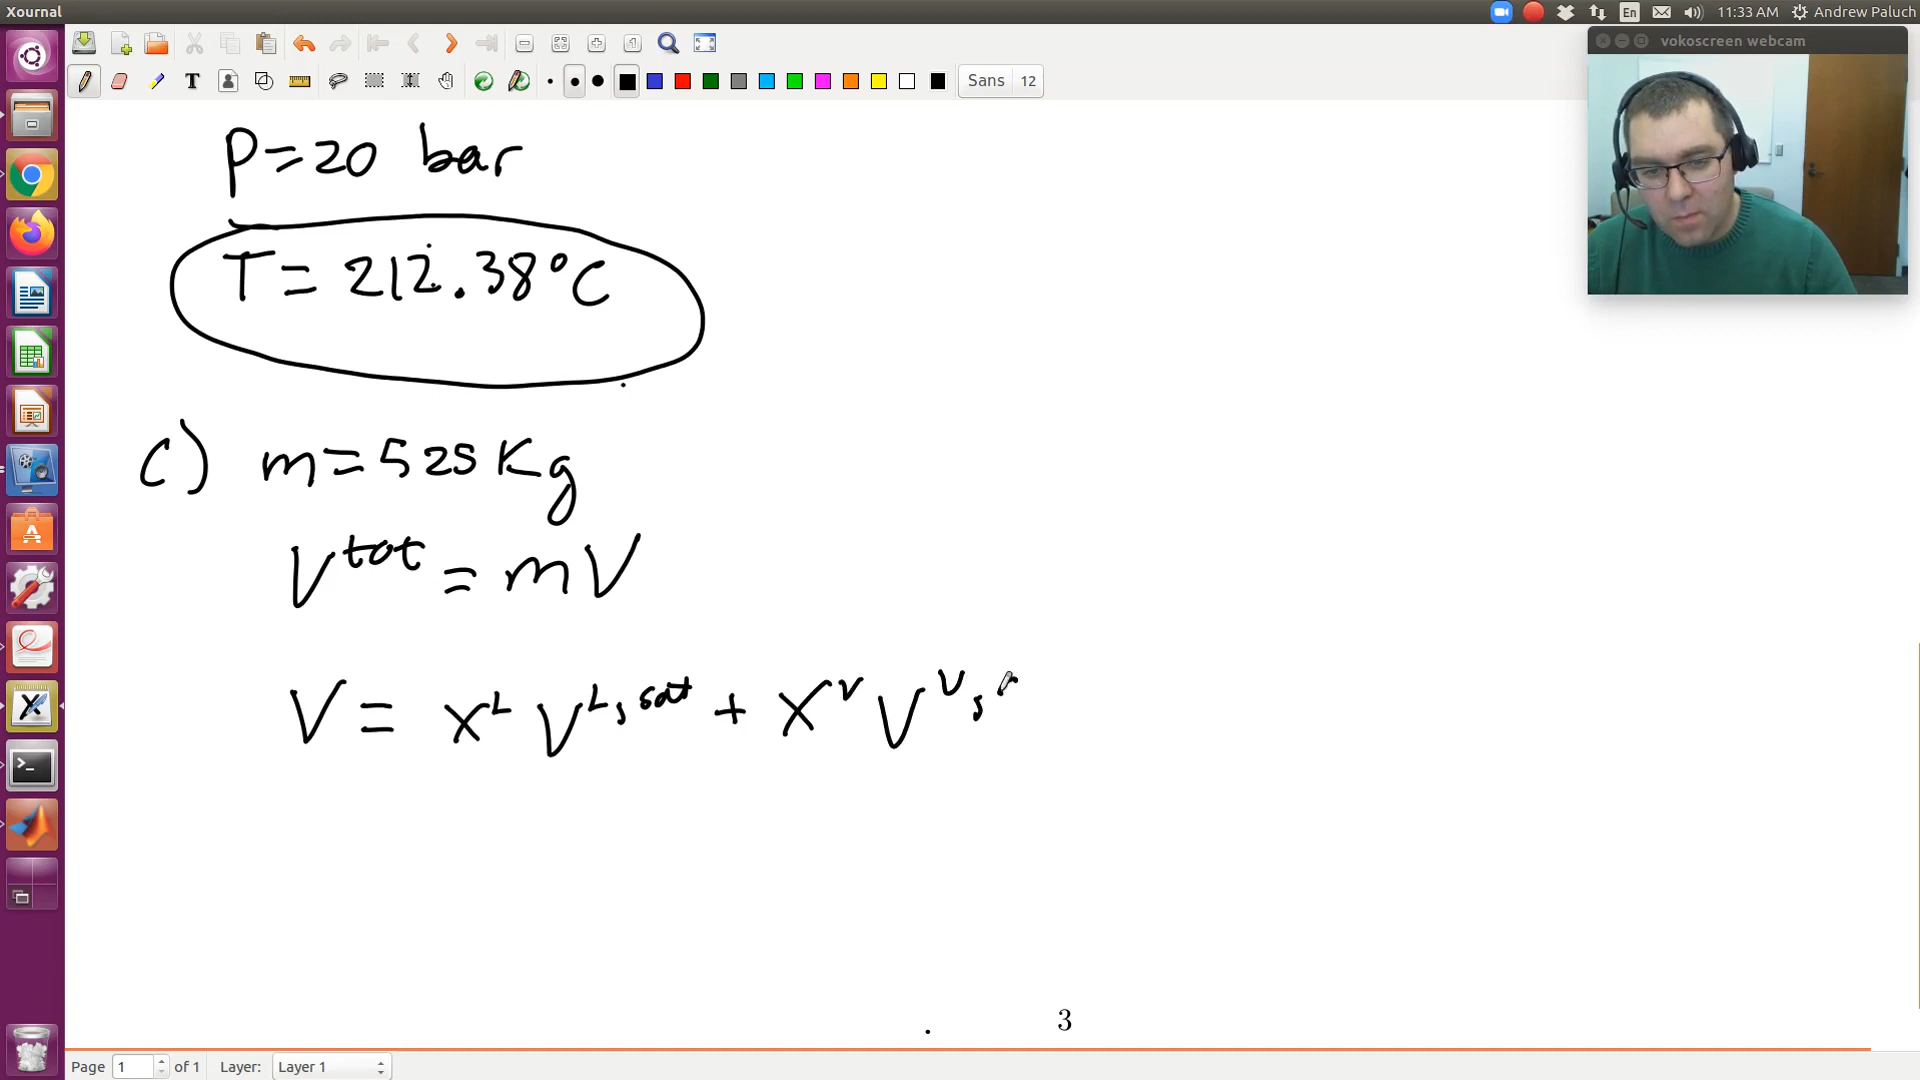 Xournal
En
11:33 AM
Andrew Paluch
vokoscreen webcam
Sans 12
P=20 bar
T= 212.38°C
c) m=525 Kg
V^tot = mV
V = X^L V^L,sat + X^V V^V,
3
Page 1 of 1 Layer: Layer 1